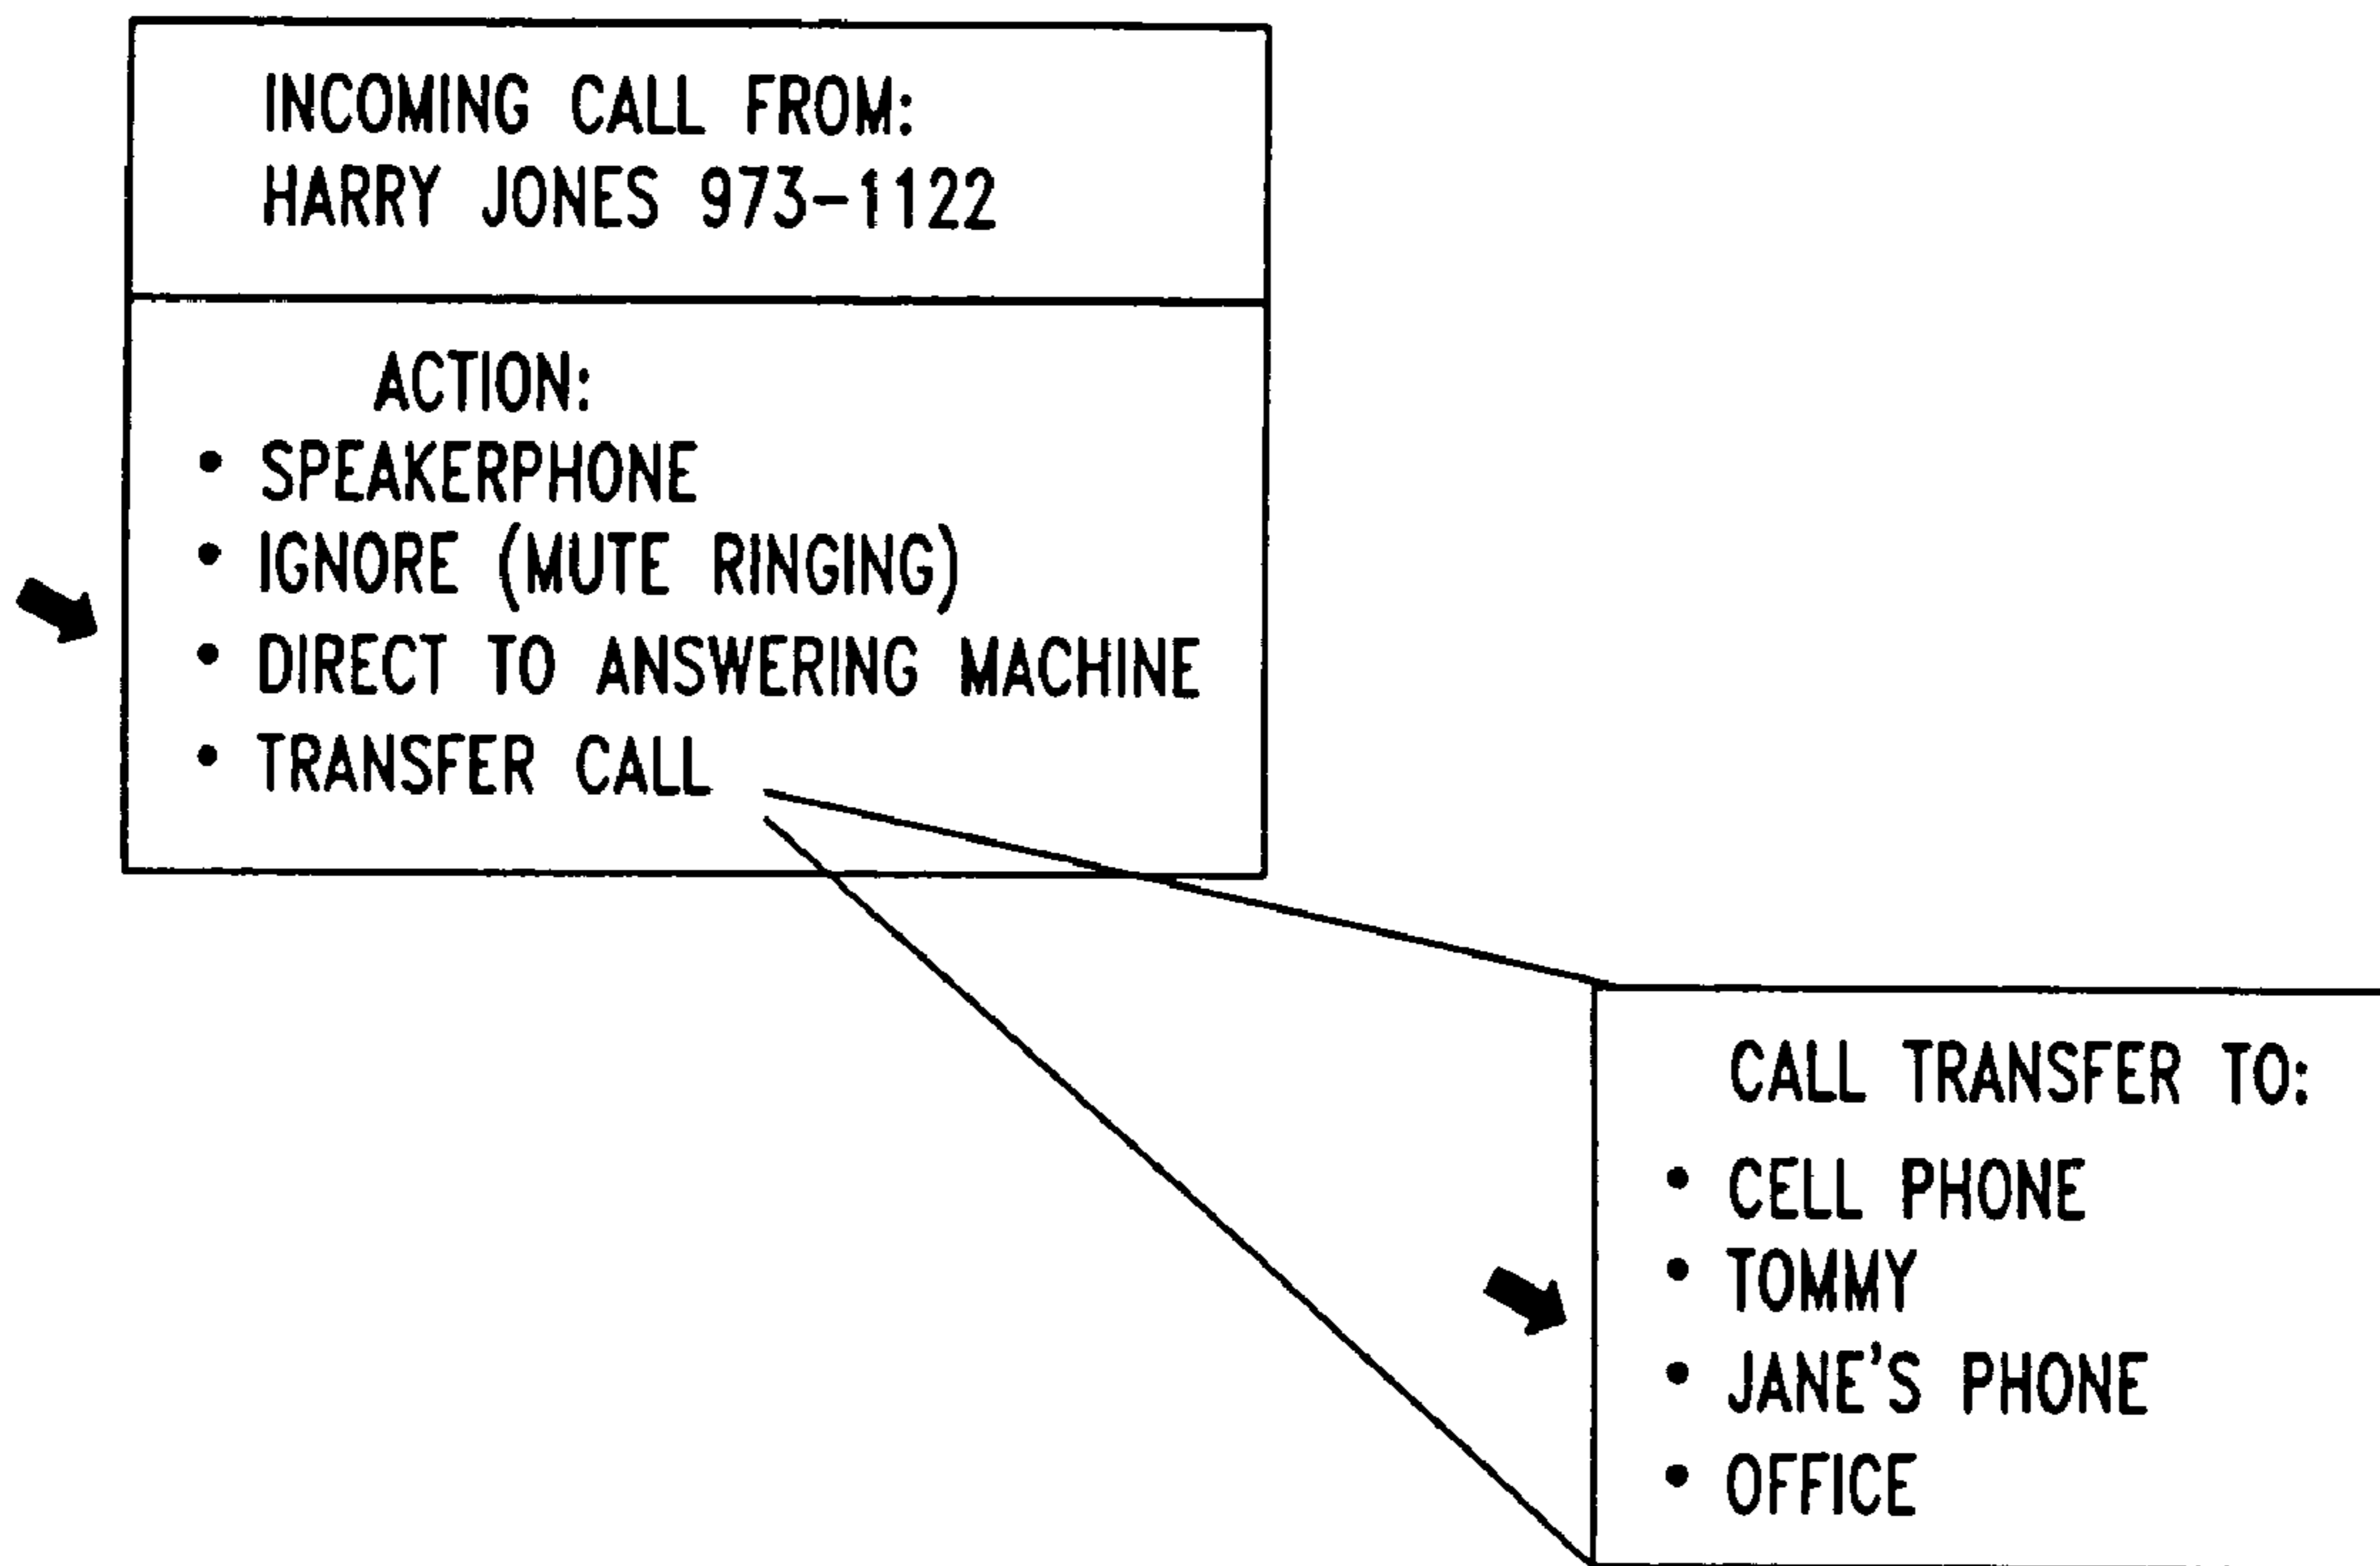 INCOMING CALL FROM:
HARRY JONES 973-1122
ACTION:
• SPEAKERPHONE
• IGNORE (MUTE RINGING)
• DIRECT TO ANSWERING MACHINE
• TRANSFER CALL
CALL TRANSFER TO:
• CELL PHONE
• TOMMY
• JANE'S PHONE
• OFFICE